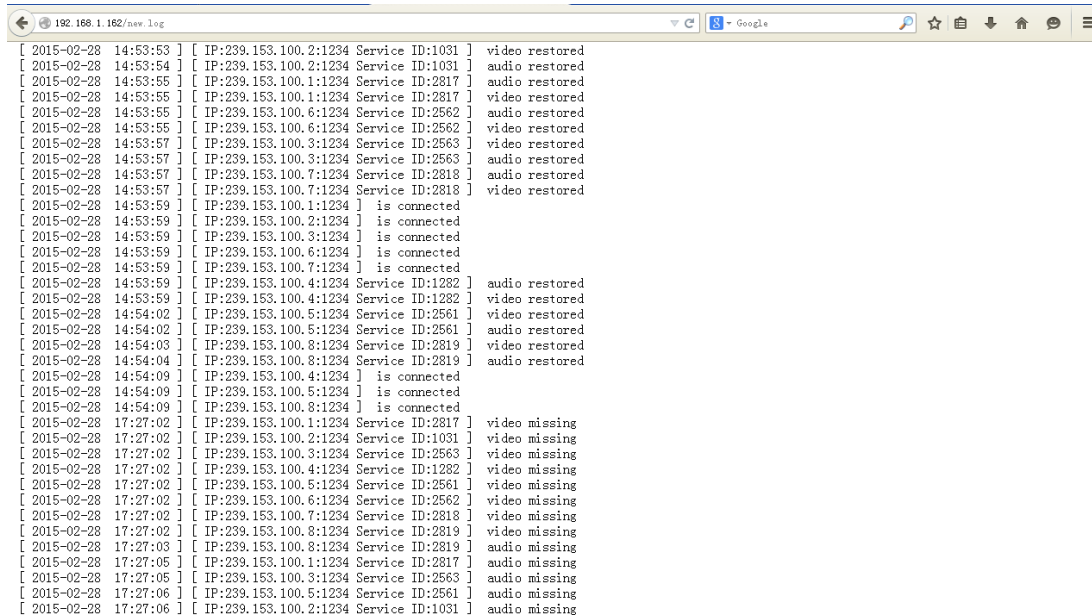 192.168.1.162/new.log
Google
[ 2015-02-28 14:53:53 ] [ IP:239.153.100.2:1234 Service ID:1031 ] video restored
[ 2015-02-28 14:53:54 ] [ IP:239.153.100.2:1234 Service ID:1031 ] audio restored
[ 2015-02-28 14:53:55 ] [ IP:239.153.100.1:1234 Service ID:2817 ] audio restored
[ 2015-02-28 14:53:55 ] [ IP:239.153.100.1:1234 Service ID:2817 ] video restored
[ 2015-02-28 14:53:55 ] [ IP:239.153.100.6:1234 Service ID:2562 ] audio restored
[ 2015-02-28 14:53:55 ] [ IP:239.153.100.6:1234 Service ID:2562 ] video restored
[ 2015-02-28 14:53:57 ] [ IP:239.153.100.3:1234 Service ID:2563 ] video restored
[ 2015-02-28 14:53:57 ] [ IP:239.153.100.3:1234 Service ID:2563 ] audio restored
[ 2015-02-28 14:53:57 ] [ IP:239.153.100.7:1234 Service ID:2818 ] audio restored
[ 2015-02-28 14:53:57 ] [ IP:239.153.100.7:1234 Service ID:2818 ] video restored
[ 2015-02-28 14:53:59 ] [ IP:239.153.100.1:1234 ] is connected
[ 2015-02-28 14:53:59 ] [ IP:239.153.100.2:1234 ] is connected
[ 2015-02-28 14:53:59 ] [ IP:239.153.100.3:1234 ] is connected
[ 2015-02-28 14:53:59 ] [ IP:239.153.100.6:1234 ] is connected
[ 2015-02-28 14:53:59 ] [ IP:239.153.100.7:1234 ] is connected
[ 2015-02-28 14:53:59 ] [ IP:239.153.100.4:1234 Service ID:1282 ] audio restored
[ 2015-02-28 14:53:59 ] [ IP:239.153.100.4:1234 Service ID:1282 ] video restored
[ 2015-02-28 14:54:02 ] [ IP:239.153.100.5:1234 Service ID:2561 ] video restored
[ 2015-02-28 14:54:02 ] [ IP:239.153.100.5:1234 Service ID:2561 ] audio restored
[ 2015-02-28 14:54:03 ] [ IP:239.153.100.8:1234 Service ID:2819 ] video restored
[ 2015-02-28 14:54:04 ] [ IP:239.153.100.8:1234 Service ID:2819 ] audio restored
[ 2015-02-28 14:54:09 ] [ IP:239.153.100.4:1234 ] is connected
[ 2015-02-28 14:54:09 ] [ IP:239.153.100.5:1234 ] is connected
[ 2015-02-28 14:54:09 ] [ IP:239.153.100.8:1234 ] is connected
[ 2015-02-28 17:27:02 ] [ IP:239.153.100.1:1234 Service ID:2817 ] video missing
[ 2015-02-28 17:27:02 ] [ IP:239.153.100.2:1234 Service ID:1031 ] video missing
[ 2015-02-28 17:27:02 ] [ IP:239.153.100.3:1234 Service ID:2563 ] video missing
[ 2015-02-28 17:27:02 ] [ IP:239.153.100.4:1234 Service ID:1282 ] video missing
[ 2015-02-28 17:27:02 ] [ IP:239.153.100.5:1234 Service ID:2561 ] video missing
[ 2015-02-28 17:27:02 ] [ IP:239.153.100.6:1234 Service ID:2562 ] video missing
[ 2015-02-28 17:27:02 ] [ IP:239.153.100.7:1234 Service ID:2818 ] video missing
[ 2015-02-28 17:27:02 ] [ IP:239.153.100.8:1234 Service ID:2819 ] video missing
[ 2015-02-28 17:27:03 ] [ IP:239.153.100.8:1234 Service ID:2819 ] audio missing
[ 2015-02-28 17:27:05 ] [ IP:239.153.100.1:1234 Service ID:2817 ] audio missing
[ 2015-02-28 17:27:05 ] [ IP:239.153.100.3:1234 Service ID:2563 ] audio missing
[ 2015-02-28 17:27:06 ] [ IP:239.153.100.5:1234 Service ID:2561 ] audio missing
[ 2015-02-28 17:27:06 ] [ IP:239.153.100.2:1234 Service ID:1031 ] audio missing